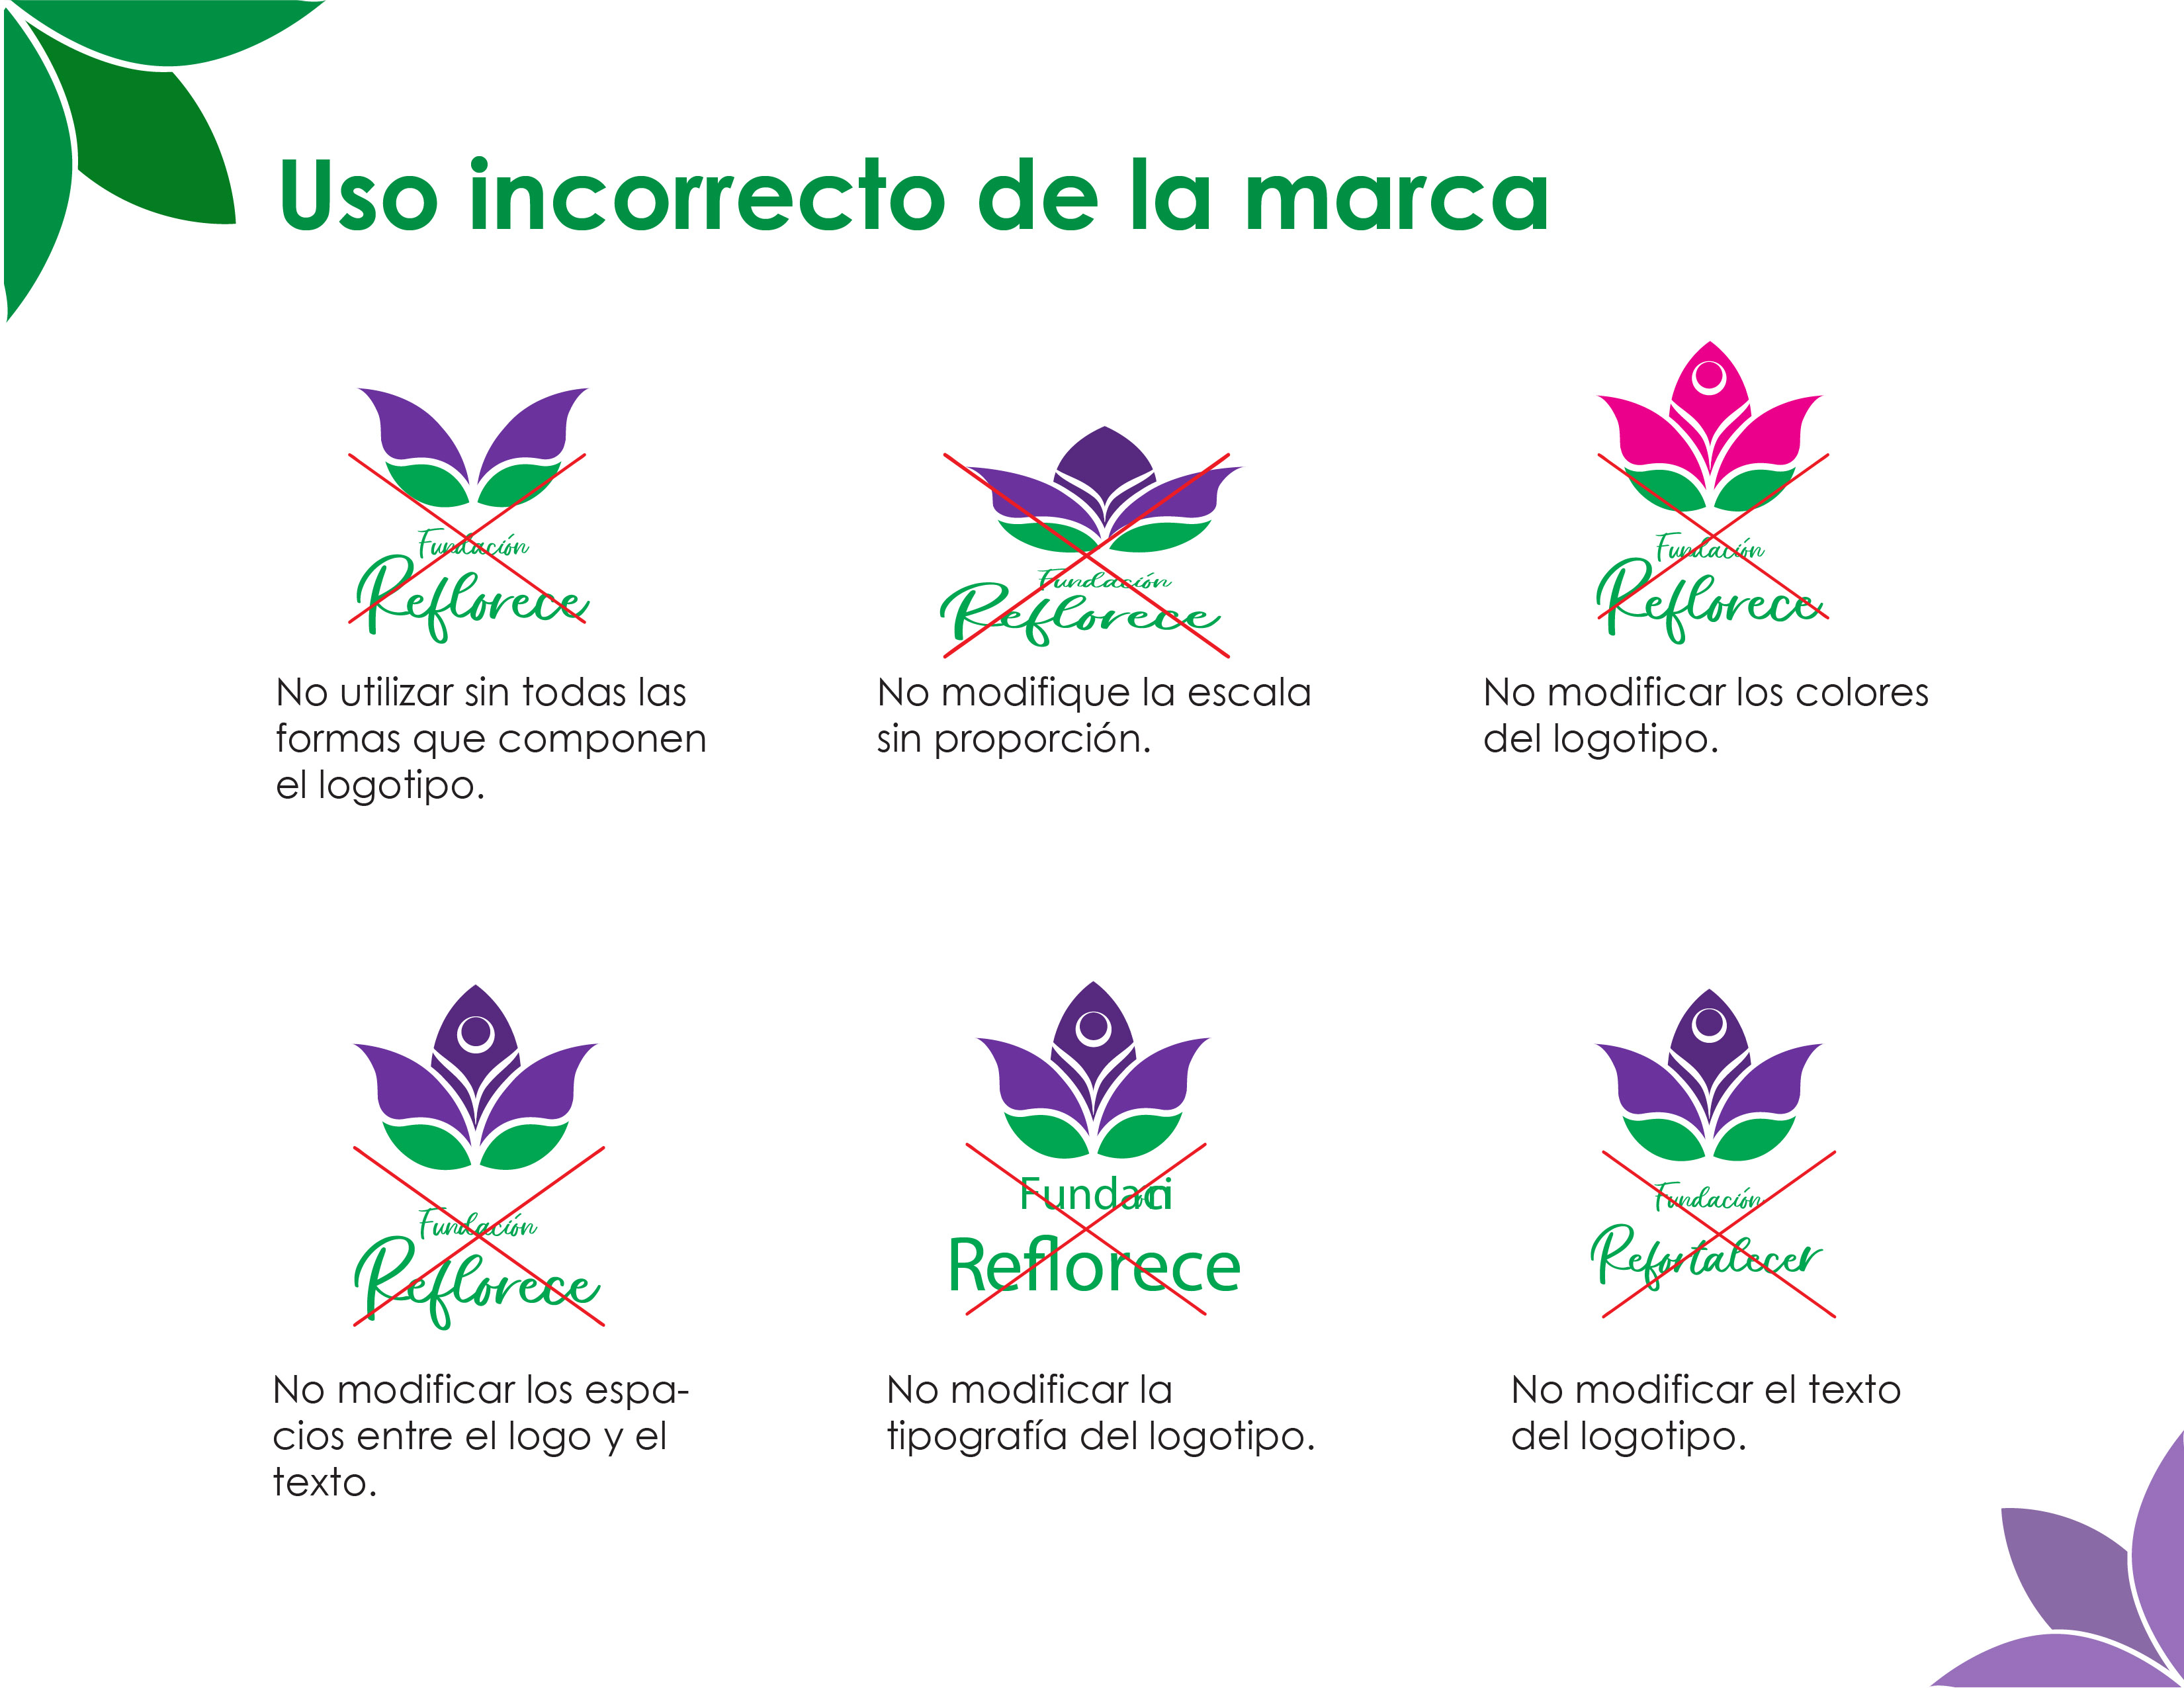 Uso incorrecto de la marca
Fundación
Reflorece
No utilizar sin todas las
formas que componen
el logotipo.
Fundación
Reflorece
No modifique la escala
sin proporción.
Fundación
Reflorece
No modificar los colores
del logotipo.
Fundación
Reflorece
No modificar los espa-
cios entre el logo y el
texto.
Reflorece
No modificar la
tipografía del logotipo.
Fundación
Refortalecer
No modificar el texto
del logotipo.